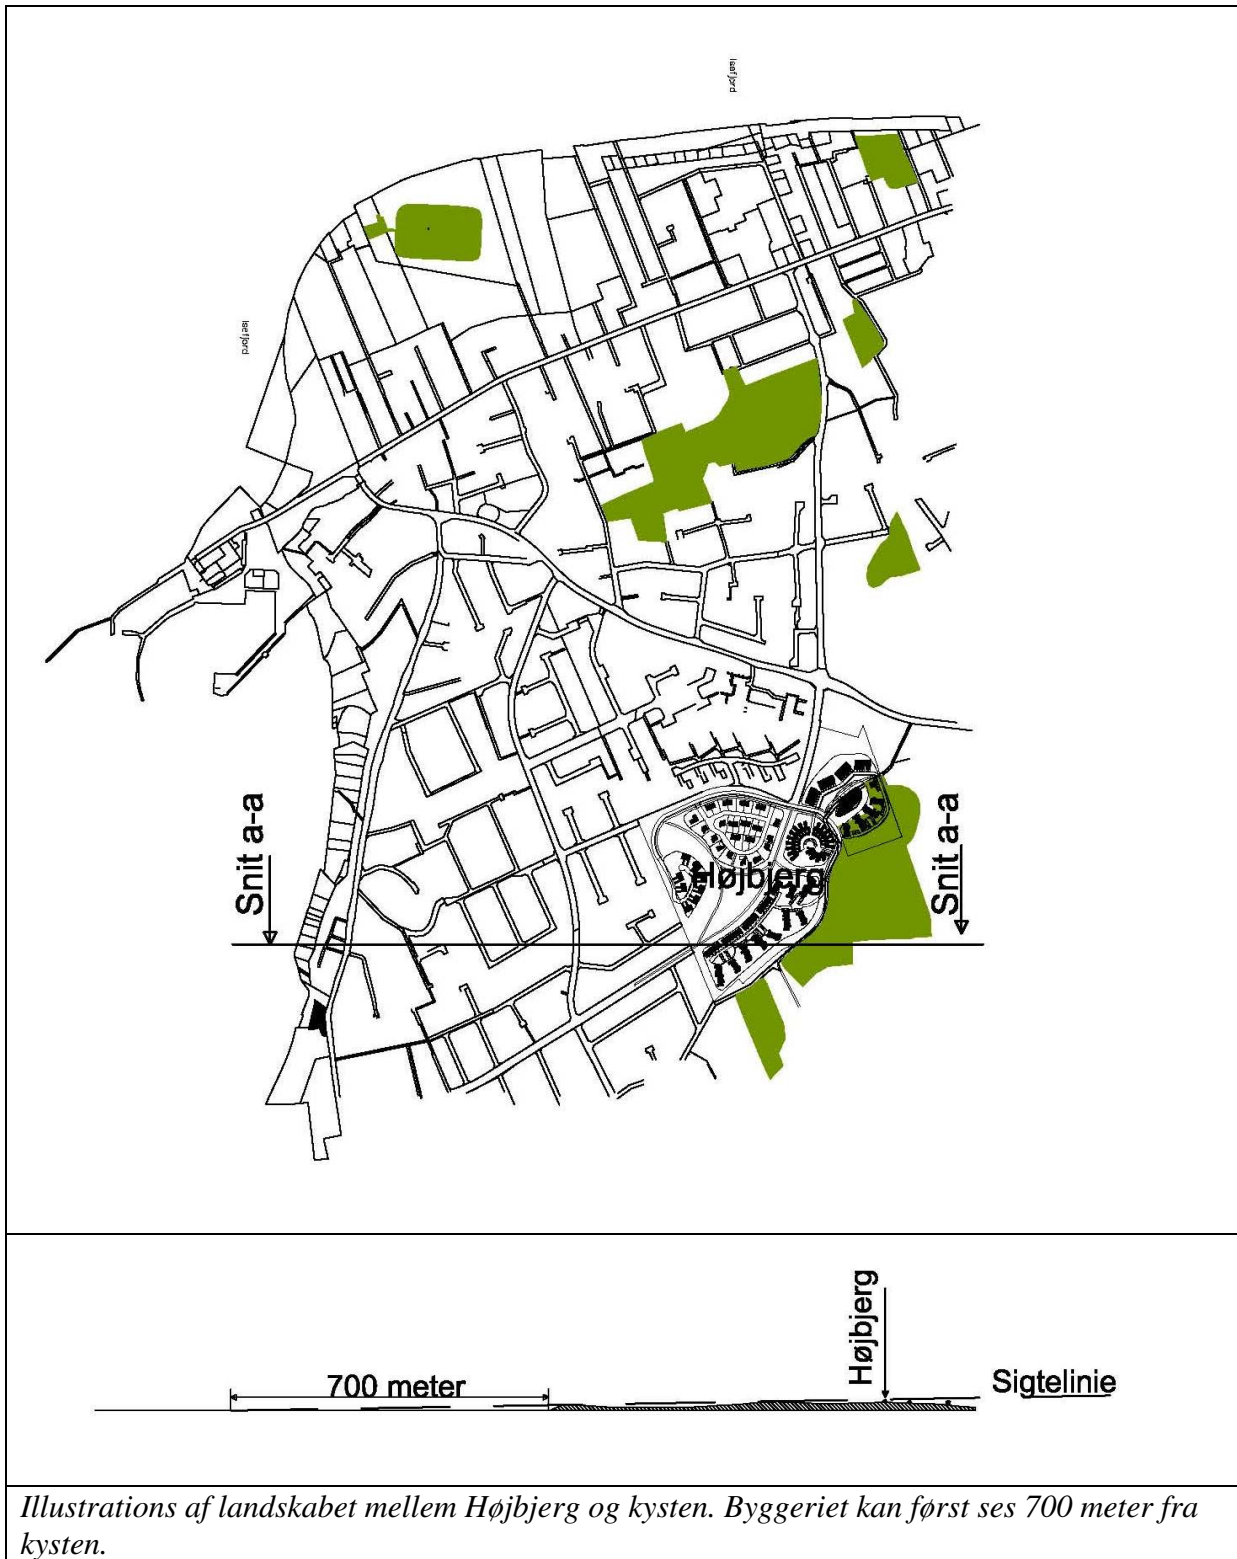 Isefjord
Isefjord
Snit a-a
Snit a-a
Højbjerg
Højbjerg
700 meter
Sigtelinie
Illustrations af landskabet mellem Højbjerg og kysten. Byggeriet kan først ses 700 meter fra
kysten.